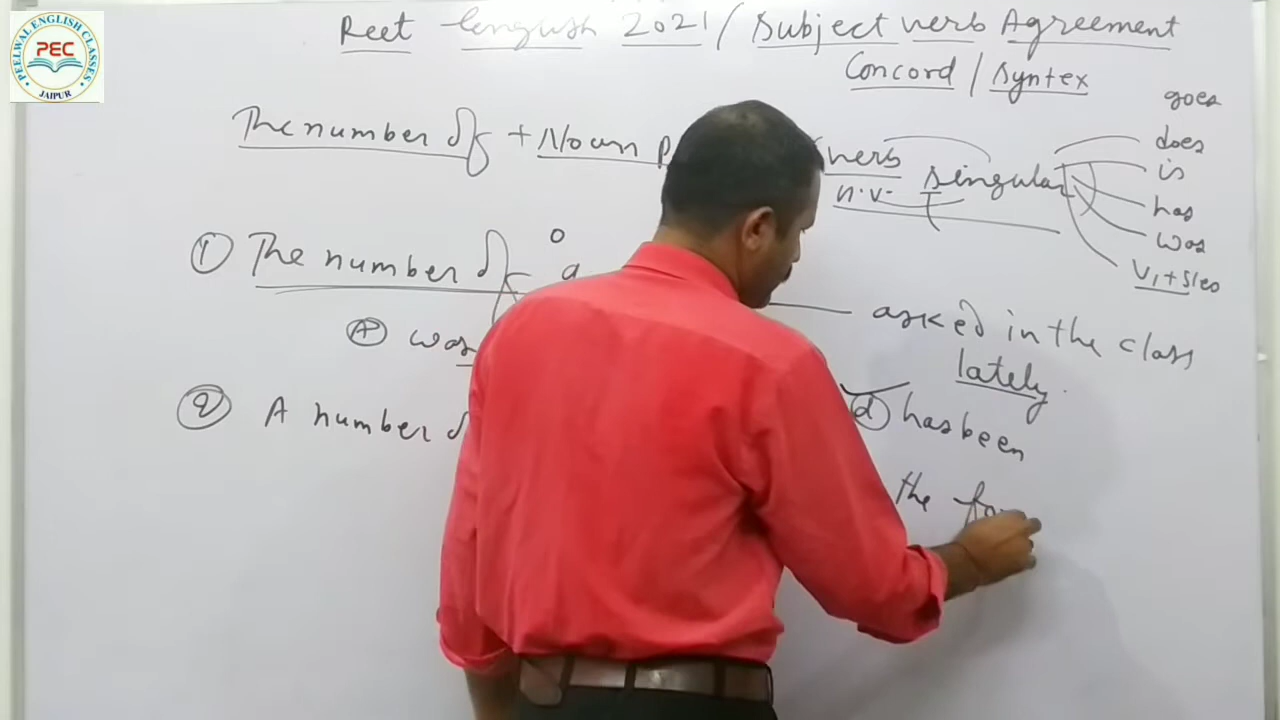 PEELWAL ENGLISH CLASSES, JAIPUR
PEC
Reet English 2021 / Subject verb Agreement
Concord / Syntex
goes
The number of + Noun verb singular does
n.v. is
has
was
V1 + s/es
① The number of asked in the class
lately.
Ⓐ was ⓓ has been
② A number the